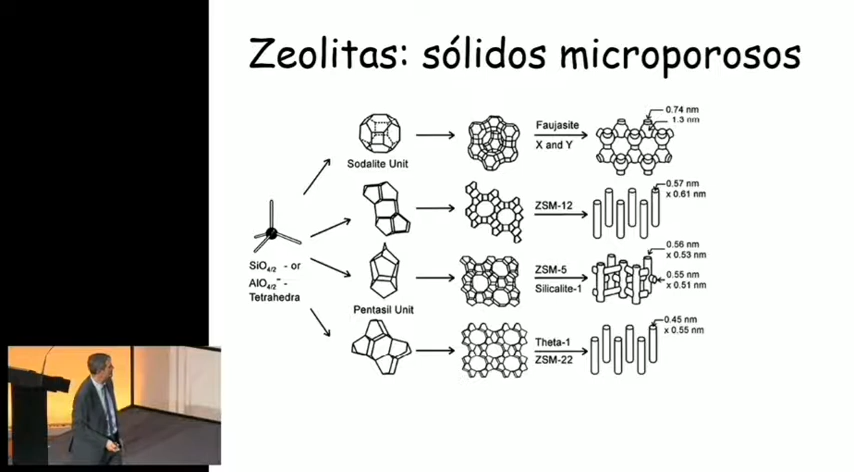 Zeolitas: sólidos microporosos
0.74 nm
1.3 nm
Faujasite
X and Y
Sodalite Unit
0.57 nm
x 0.61 nm
ZSM-12
SiO4/2 - or
AlO4/2⁻ -
Tetrahedra
0.56 nm
x 0.53 nm
ZSM-5
Silicalite-1
0.55 nm
x 0.51 nm
Pentasil Unit
0.45 nm
x 0.55 nm
Theta-1
ZSM-22